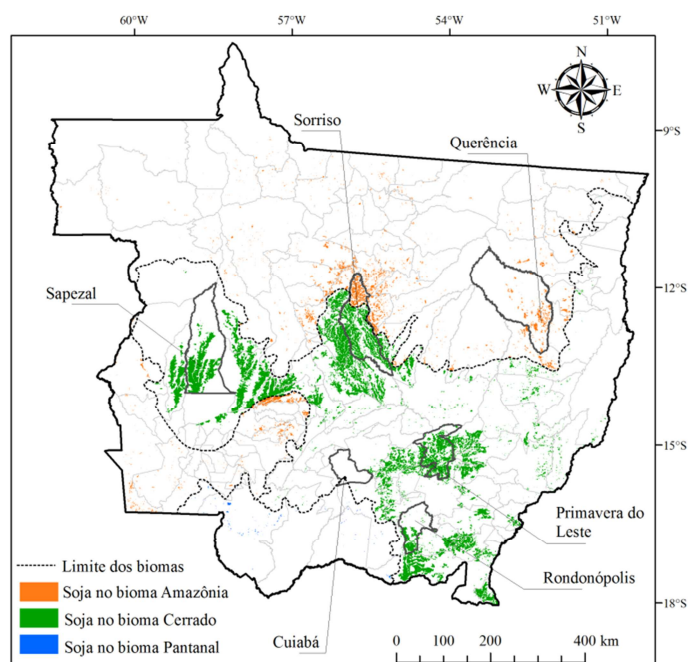 60°W 57°W 54°W 51°W
N
W E
S
Sorriso
9°S
Querência
12°S
Sapezal
15°S
Primavera do
Leste
Limite dos biomas
Rondonópolis
Soja no bioma Amazônia
Soja no bioma Cerrado
18°S
Soja no bioma Pantanal
Cuiabá
0 100 200 400 km